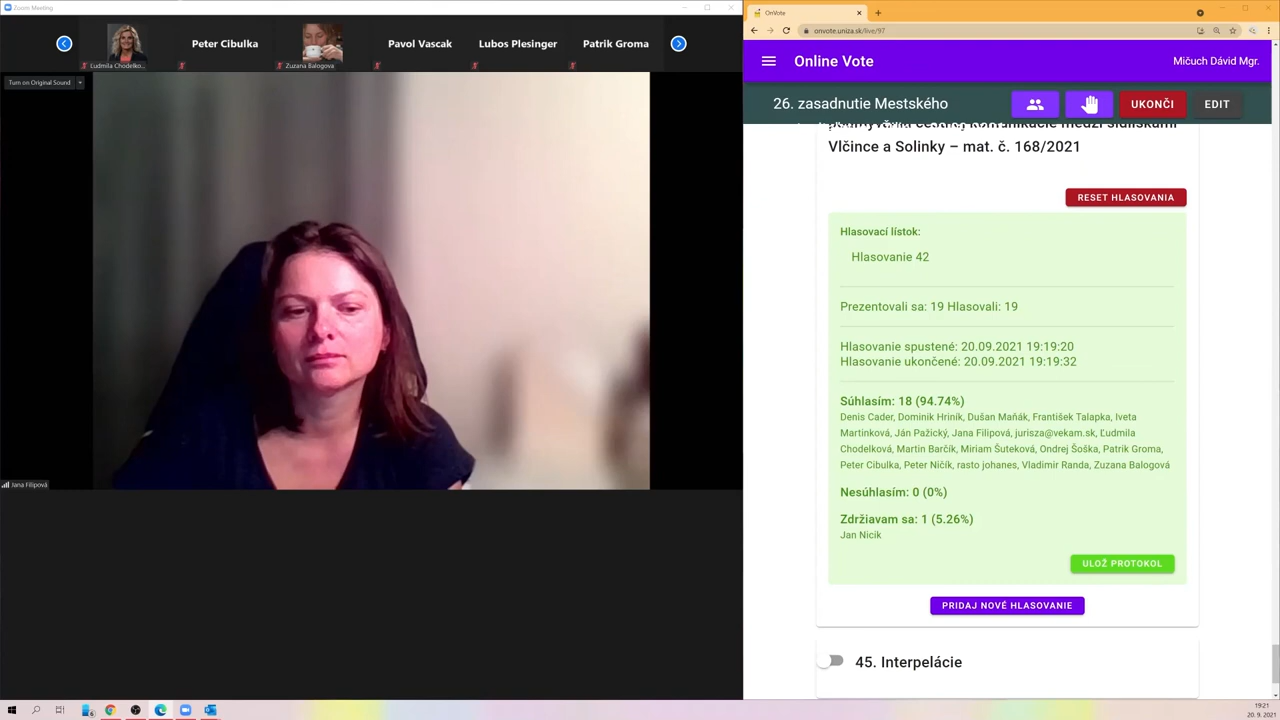 Zoom Meeting
Ľudmila Chodelko...
Peter Cibulka
Zuzana Balogova
Pavol Vascak
Lubos Plesinger
Patrik Groma
Turn on Original Sound
Jana Filipová
OnVote
onvote.uniza.sk/live/97
Online Vote
Mičuch Dávid Mgr.
26. zasadnutie Mestského
UKONČI
EDIT
Vlčince a Solinky – mat. č. 168/2021
RESET HLASOVANIA
Hlasovací lístok:
Hlasovanie 42
Prezentovali sa: 19 Hlasovali: 19
Hlasovanie spustené: 20.09.2021 19:19:20
Hlasovanie ukončené: 20.09.2021 19:19:32
Súhlasím: 18 (94.74%)
Denis Cader, Dominik Hriník, Dušan Maňák, František Talapka, Iveta
Martinková, Ján Pažický, Jana Filipová, jurisza@vekam.sk, Ľudmila
Chodelková, Martin Barčík, Miriam Šuteková, Ondrej Šoška, Patrik Groma,
Peter Cibulka, Peter Ničík, rasto johanes, Vladimir Randa, Zuzana Balogová
Nesúhlasím: 0 (0%)
Zdržiavam sa: 1 (5.26%)
Jan Nicik
ULOŽ PROTOKOL
PRIDAJ NOVÉ HLASOVANIE
45. Interpelácie
19:21
20. 9. 2021